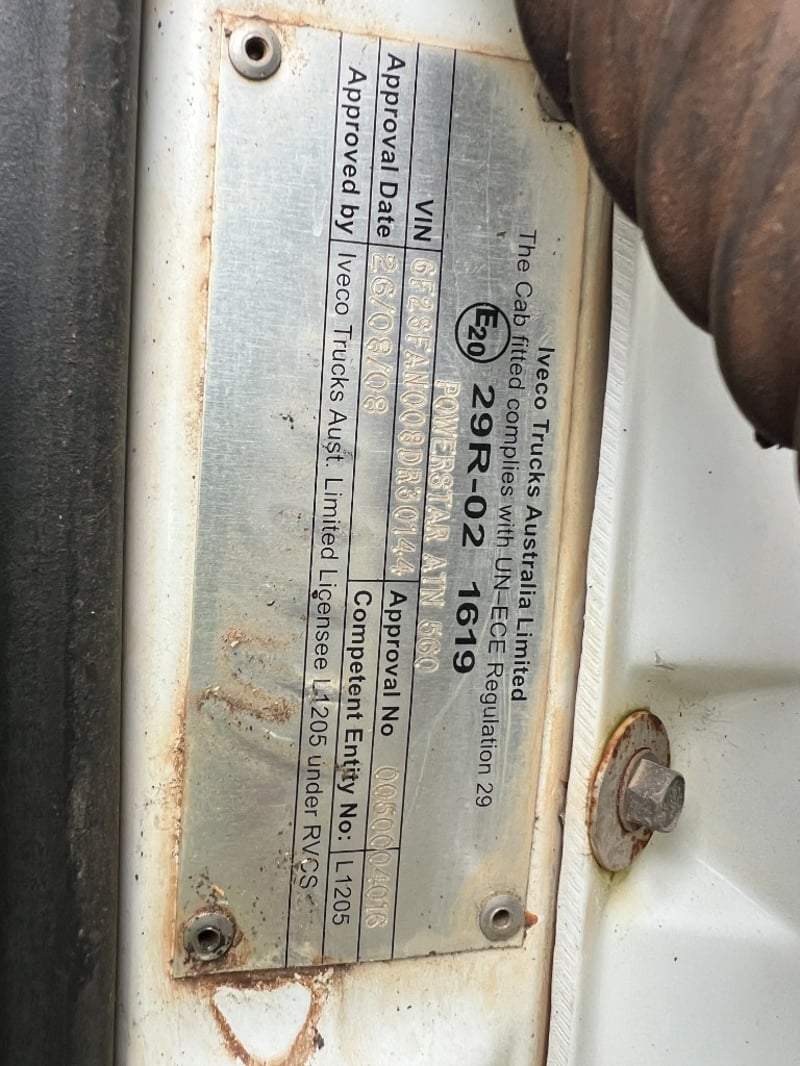 Iveco Trucks Australia Limited
The Cab fitted complies with UN-ECE Regulation 29
E20 29R-02 1619
POWERSTAR ATN 560
VIN 6F2SFAN008DR30144
Approval Date 26/08/08 Approval No 0050004016
Approved by Competent Entity No: L1205
Iveco Trucks Aust. Limited Licensee L1205 under RVCS